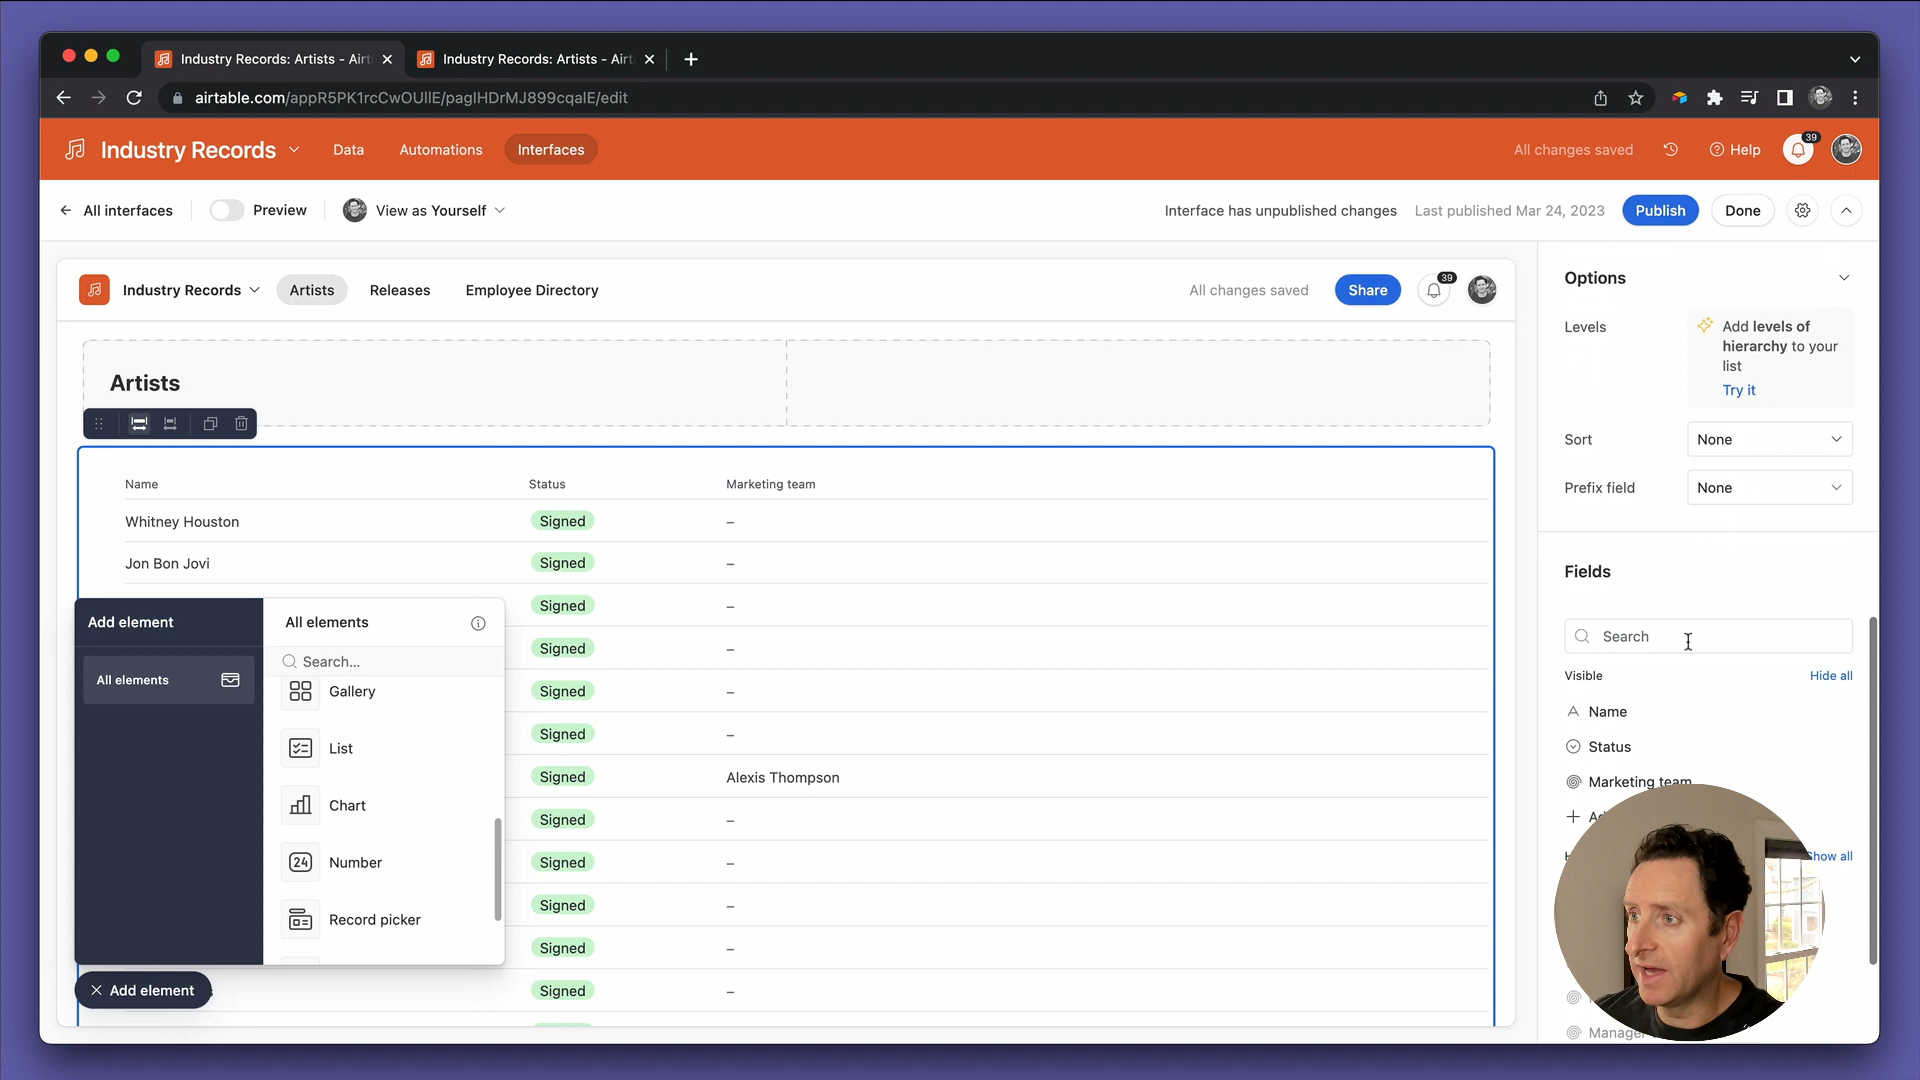 Industry Records: Artists - Airt
Industry Records: Artists - Airt
airtable.com/appR5PK1rcCwOUllE/pagIHDrMJ899cqalE/edit
Industry Records
Data
Automations
Interfaces
All changes saved
Help
39
All interfaces
Preview
View as Yourself
Interface has unpublished changes
Last published Mar 24, 2023
Publish
Done
Industry Records
Artists
Releases
Employee Directory
All changes saved
Share
39
Artists
Name
Status
Marketing team
Whitney Houston
Signed
–
Jon Bon Jovi
Signed
–
Signed
–
Signed
–
Signed
–
Signed
–
Signed
Alexis Thompson
Signed
–
Signed
–
Signed
–
Signed
–
Signed
–
Add element
All elements
All elements
Search...
Gallery
List
Chart
24
Number
Record picker
Add element
Options
Levels
Add levels of
hierarchy to your
list
Try it
Sort
None
Prefix field
None
Fields
Search
Visible
Hide all
Name
Status
Marketing team
Show all
Manager